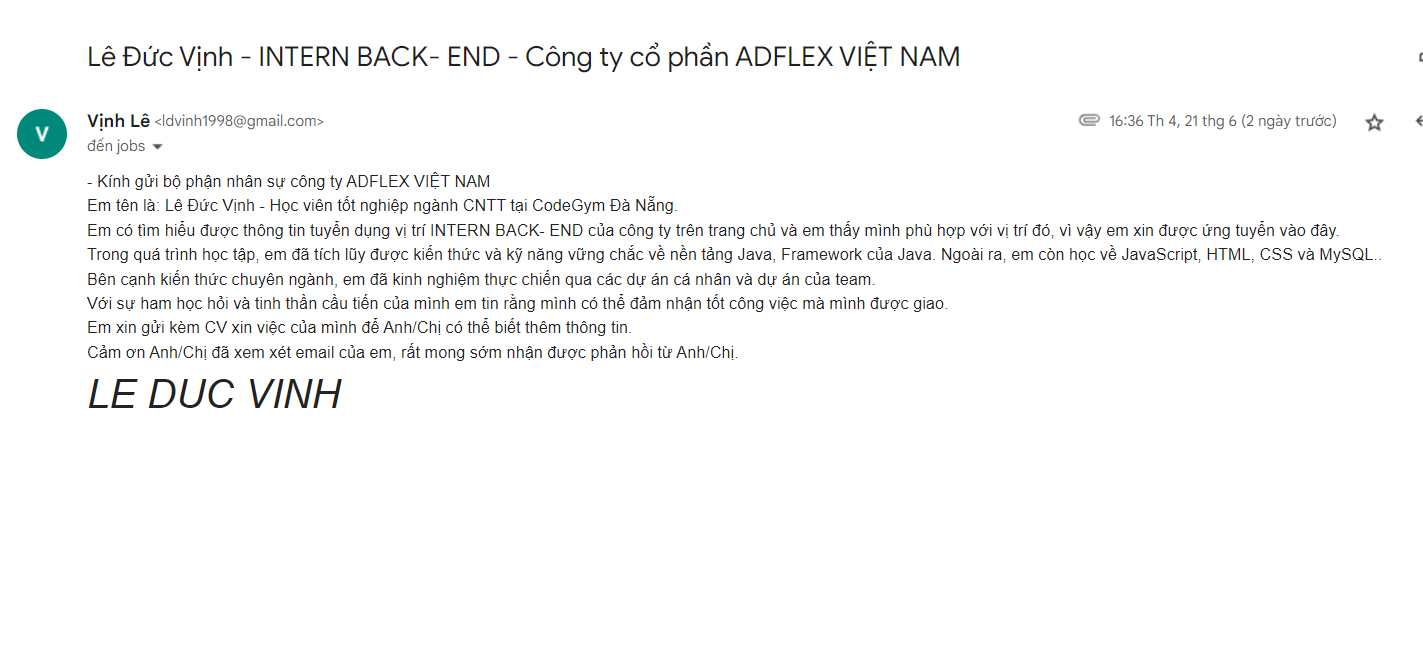 Lê Đức Vịnh - INTERN BACK- END - Công ty cổ phần ADFLEX VIỆT NAM
V
Vịnh Lê <ldvinh1998@gmail.com>
16:36 Th 4, 21 thg 6 (2 ngày trước)
đến jobs
- Kính gửi bộ phận nhân sự công ty ADFLEX VIỆT NAM
Em tên là: Lê Đức Vịnh - Học viên tốt nghiệp ngành CNTT tại CodeGym Đà Nẵng.
Em có tìm hiểu được thông tin tuyển dụng vị trí INTERN BACK- END của công ty trên trang chủ và em thấy mình phù hợp với vị trí đó, vì vậy em xin được ứng tuyển vào đây.
Trong quá trình học tập, em đã tích lũy được kiến thức và kỹ năng vững chắc về nền tảng Java, Framework của Java. Ngoài ra, em còn học về JavaScript, HTML, CSS và MySQL..
Bên cạnh kiến thức chuyên ngành, em đã kinh nghiệm thực chiến qua các dự án cá nhân và dự án của team.
Với sự ham học hỏi và tinh thần cầu tiến của mình em tin rằng mình có thể đảm nhận tốt công việc mà mình được giao.
Em xin gửi kèm CV xin việc của mình để Anh/Chị có thể biết thêm thông tin.
Cảm ơn Anh/Chị đã xem xét email của em, rất mong sớm nhận được phản hồi từ Anh/Chị.
LE DUC VINH